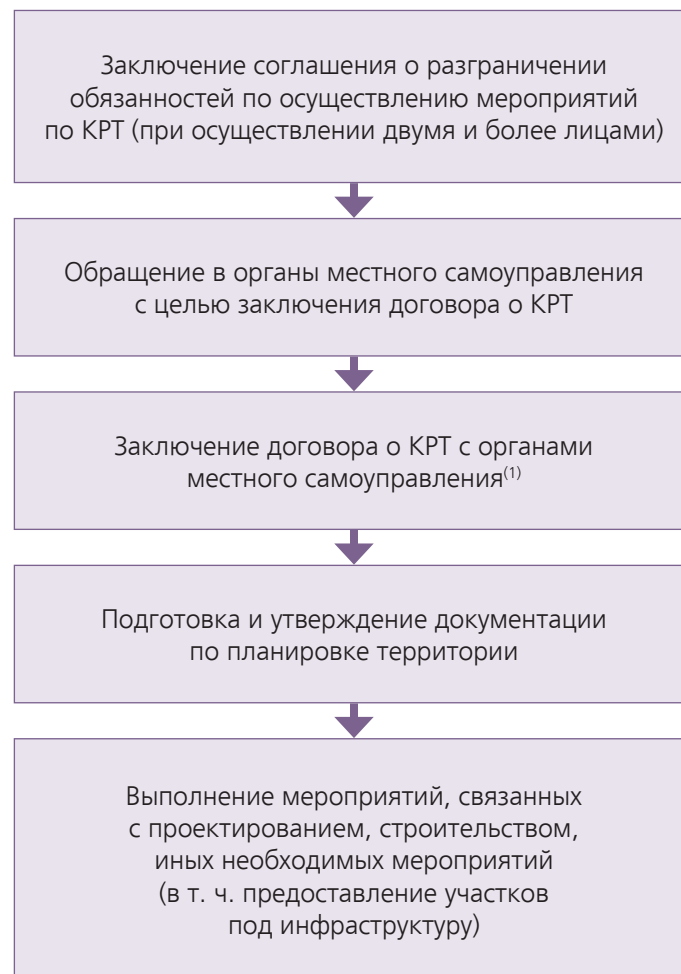 Заключение соглашения о разграничении
обязанностей по осуществлению мероприятий
по КРТ (при осуществлении двумя и более лицами)
Обращение в органы местного самоуправления
с целью заключения договора о КРТ
Заключение договора о КРТ с органами
местного самоуправления(1)
Подготовка и утверждение документации
по планировке территории
Выполнение мероприятий, связанных
с проектированием, строительством,
иных необходимых мероприятий
(в т. ч. предоставление участков
под инфраструктуру)